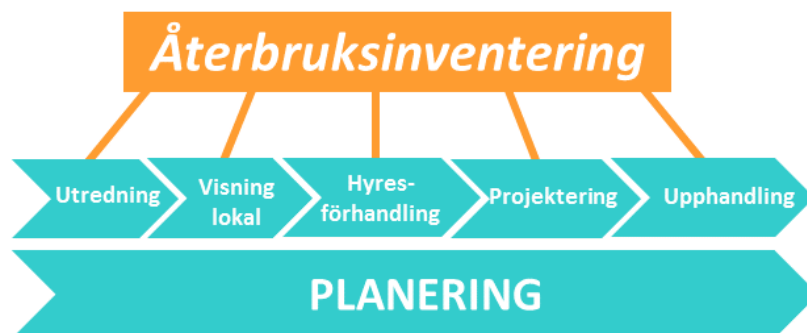 Återbruksinventering
Utredning
Visning
lokal
Hyres-
förhandling
Projektering
Upphandling
PLANERING